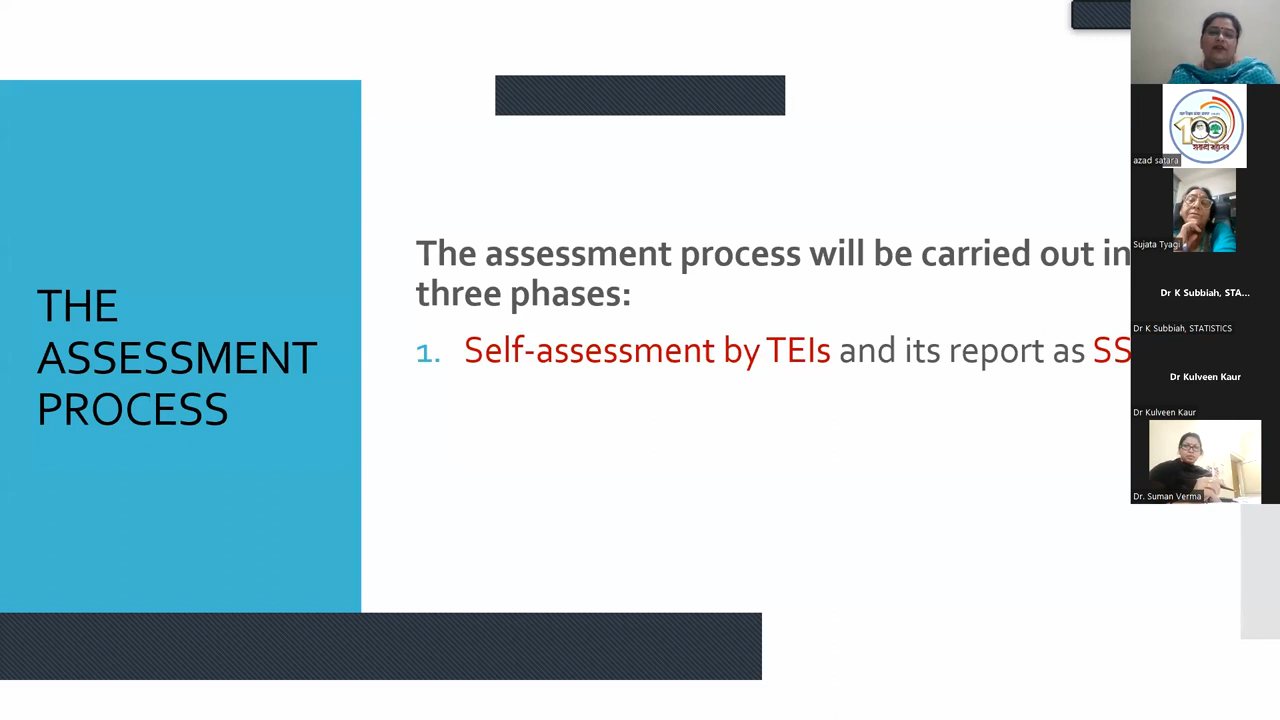 THE
ASSESSMENT
PROCESS
The assessment process will be carried out in
three phases:
1. Self-assessment by TEIs and its report as SS
100
azad satara
Sujata Tyagi
Dr K Subbiah, STA...
Dr K Subbiah, STATISTICS
Dr Kulveen Kaur
Dr Kulveen Kaur
Dr. Suman Verma